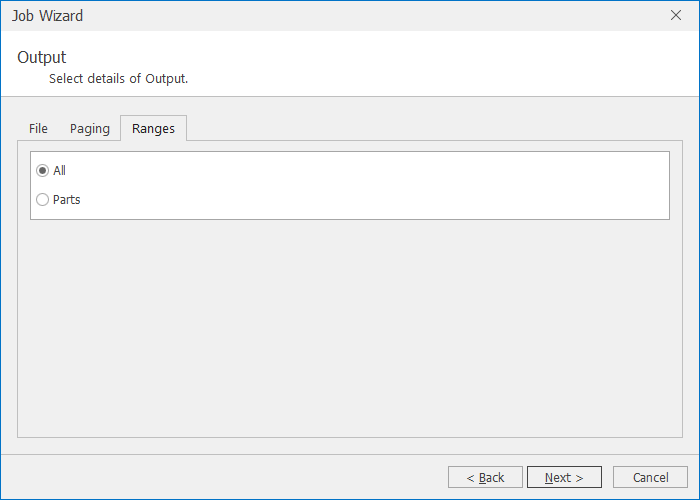 Job Wizard
Output
Select details of Output.
File Paging Ranges
All
Parts
< Back Next > Cancel